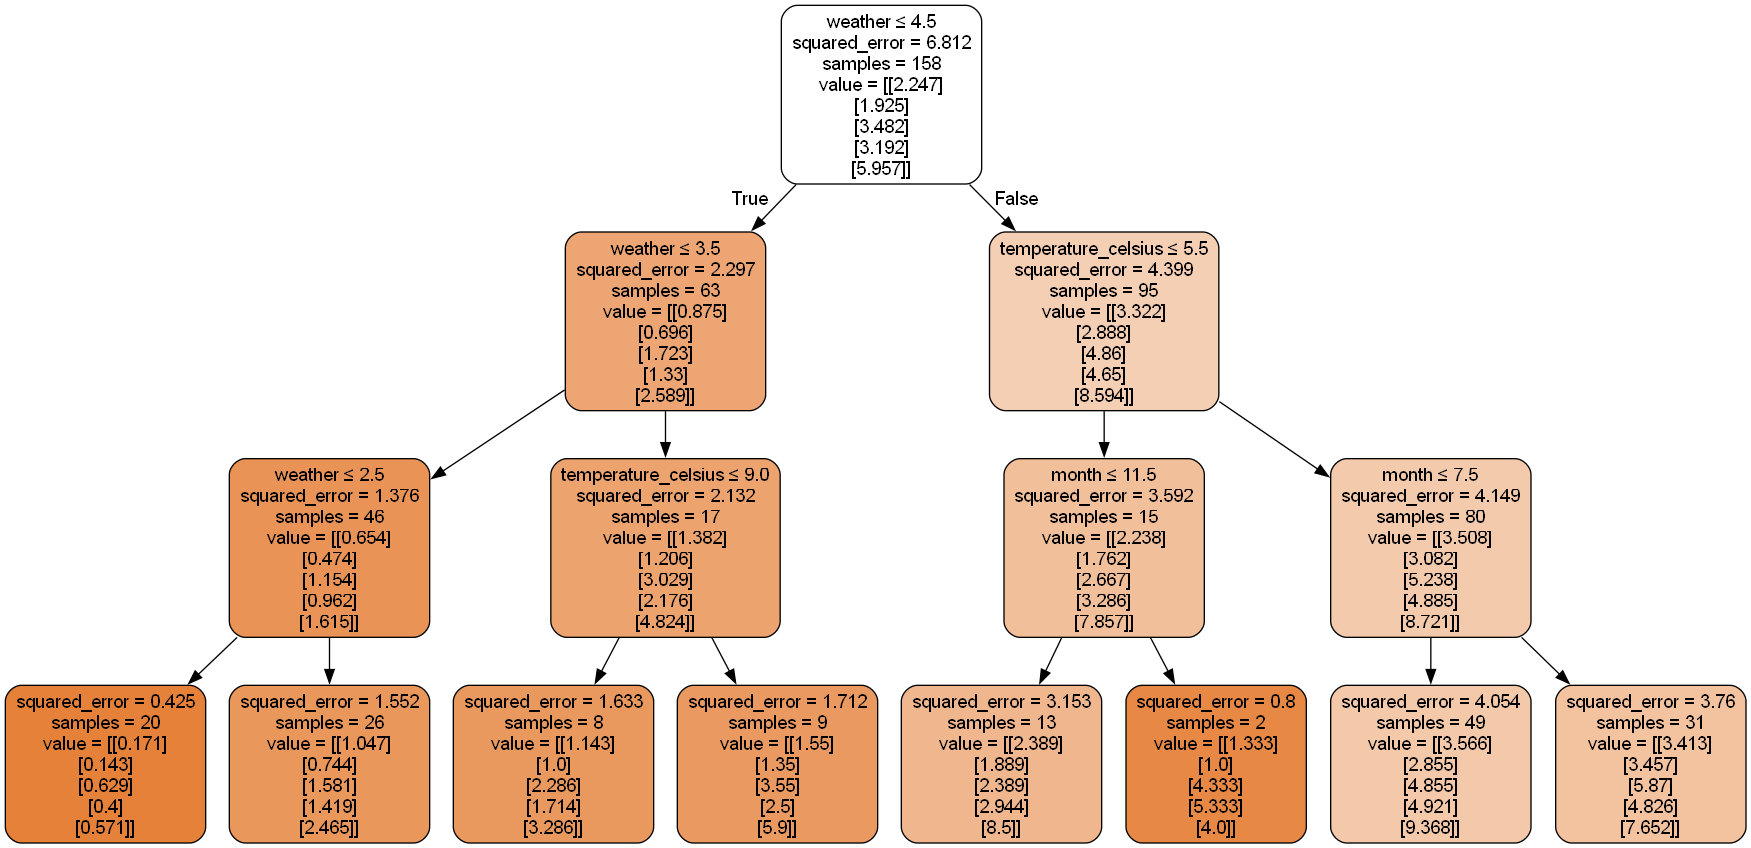 weather ≤ 4.5
squared_error = 6.812
samples = 158
value = [[2.247]
[1.925]
[3.482]
[3.192]
[5.957]]
True
False
weather ≤ 3.5
squared_error = 2.297
samples = 63
value = [[0.875]
[0.696]
[1.723]
[1.33]
[2.589]]
temperature_celsius ≤ 5.5
squared_error = 4.399
samples = 95
value = [[3.322]
[2.888]
[4.86]
[4.65]
[8.594]]
weather ≤ 2.5
squared_error = 1.376
samples = 46
value = [[0.654]
[0.474]
[1.154]
[0.962]
[1.615]]
temperature_celsius ≤ 9.0
squared_error = 2.132
samples = 17
value = [[1.382]
[1.206]
[3.029]
[2.176]
[4.824]]
month ≤ 11.5
squared_error = 3.592
samples = 15
value = [[2.238]
[1.762]
[2.667]
[3.286]
[7.857]]
month ≤ 7.5
squared_error = 4.149
samples = 80
value = [[3.508]
[3.082]
[5.238]
[4.885]
[8.721]]
squared_error = 0.425
samples = 20
value = [[0.171]
[0.143]
[0.629]
[0.4]
[0.571]]
squared_error = 1.552
samples = 26
value = [[1.047]
[0.744]
[1.581]
[1.419]
[2.465]]
squared_error = 1.633
samples = 8
value = [[1.143]
[1.0]
[2.286]
[1.714]
[3.286]]
squared_error = 1.712
samples = 9
value = [[1.55]
[1.35]
[3.55]
[2.5]
[5.9]]
squared_error = 3.153
samples = 13
value = [[2.389]
[1.889]
[2.389]
[2.944]
[8.5]]
squared_error = 0.8
samples = 2
value = [[1.333]
[1.0]
[4.333]
[5.333]
[4.0]]
squared_error = 4.054
samples = 49
value = [[3.566]
[2.855]
[4.855]
[4.921]
[9.368]]
squared_error = 3.76
samples = 31
value = [[3.413]
[3.457]
[5.87]
[4.826]
[7.652]]